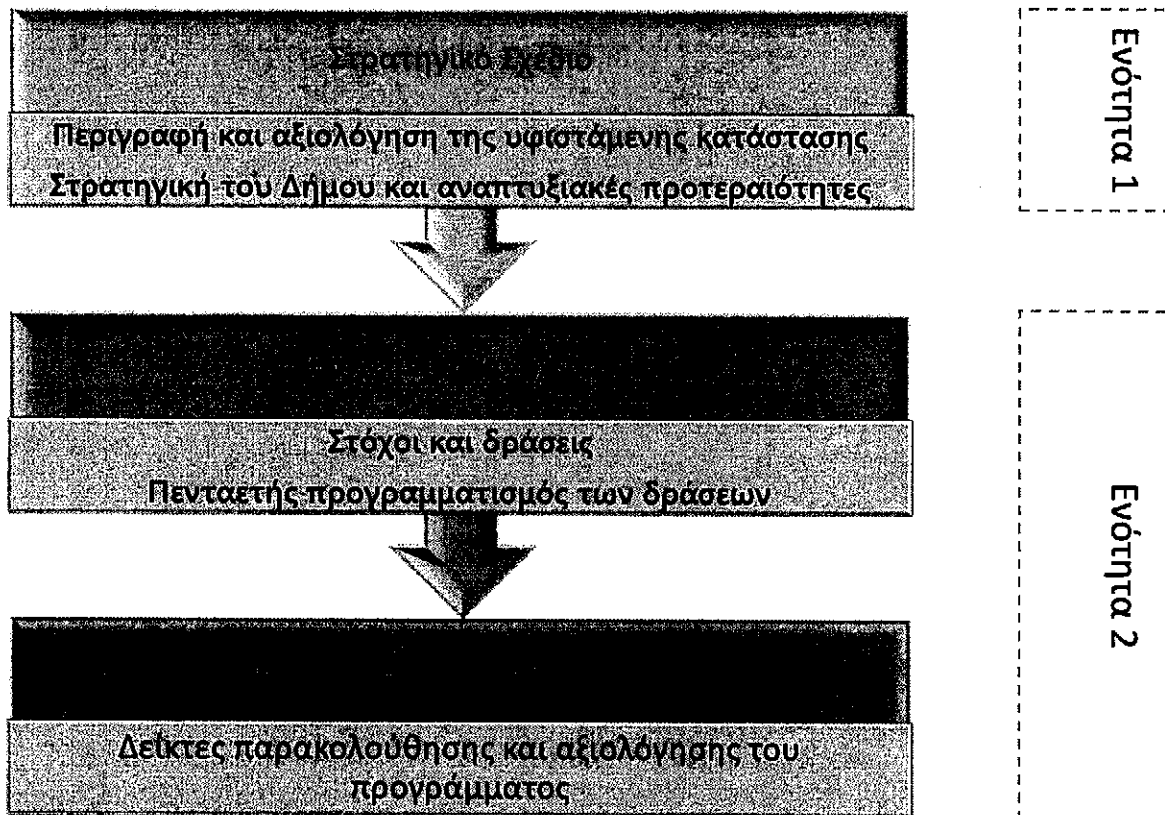 Στρατηγικό Σχέδιο
Περιγραφή και αξιολόγηση της υφιστάμενης κατάστασης
Στρατηγική του Δήμου και αναπτυξιακές προτεραιότητες
Ενότητα 1
Στόχοι και δράσεις
Πενταετής προγραμματισμός των δράσεων
Δείκτες παρακολούθησης και αξιολόγησης του
προγράμματος
Ενότητα 2